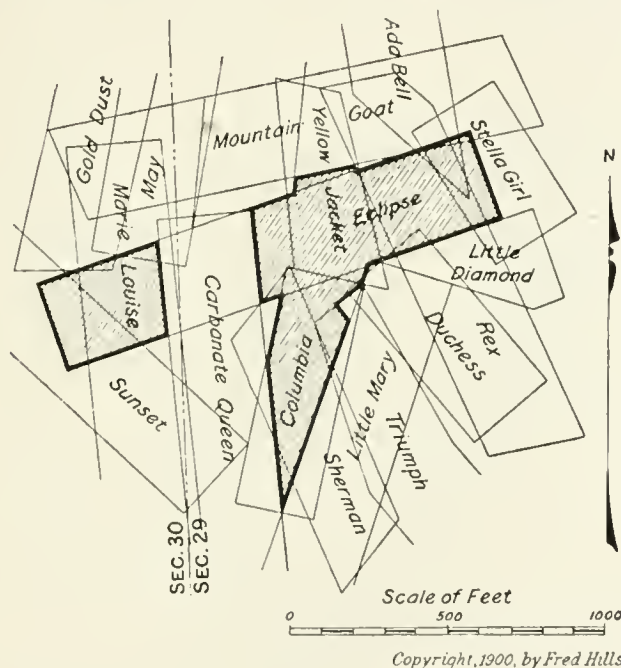 Ada Bell
Gold Dust
Mountain
Yellow
Goat
Stella Girl
N
Marie
May
Jacket
Eclipse
Louise
Little
Diamond
Carbonate Queen
Rex
Duchess
Columbia
Sunset
Little Mary
Triumph
Sherman
SEC. 30
SEC. 29
Scale of Feet
0 500 1000
Copyright, 1900, by Fred Hills